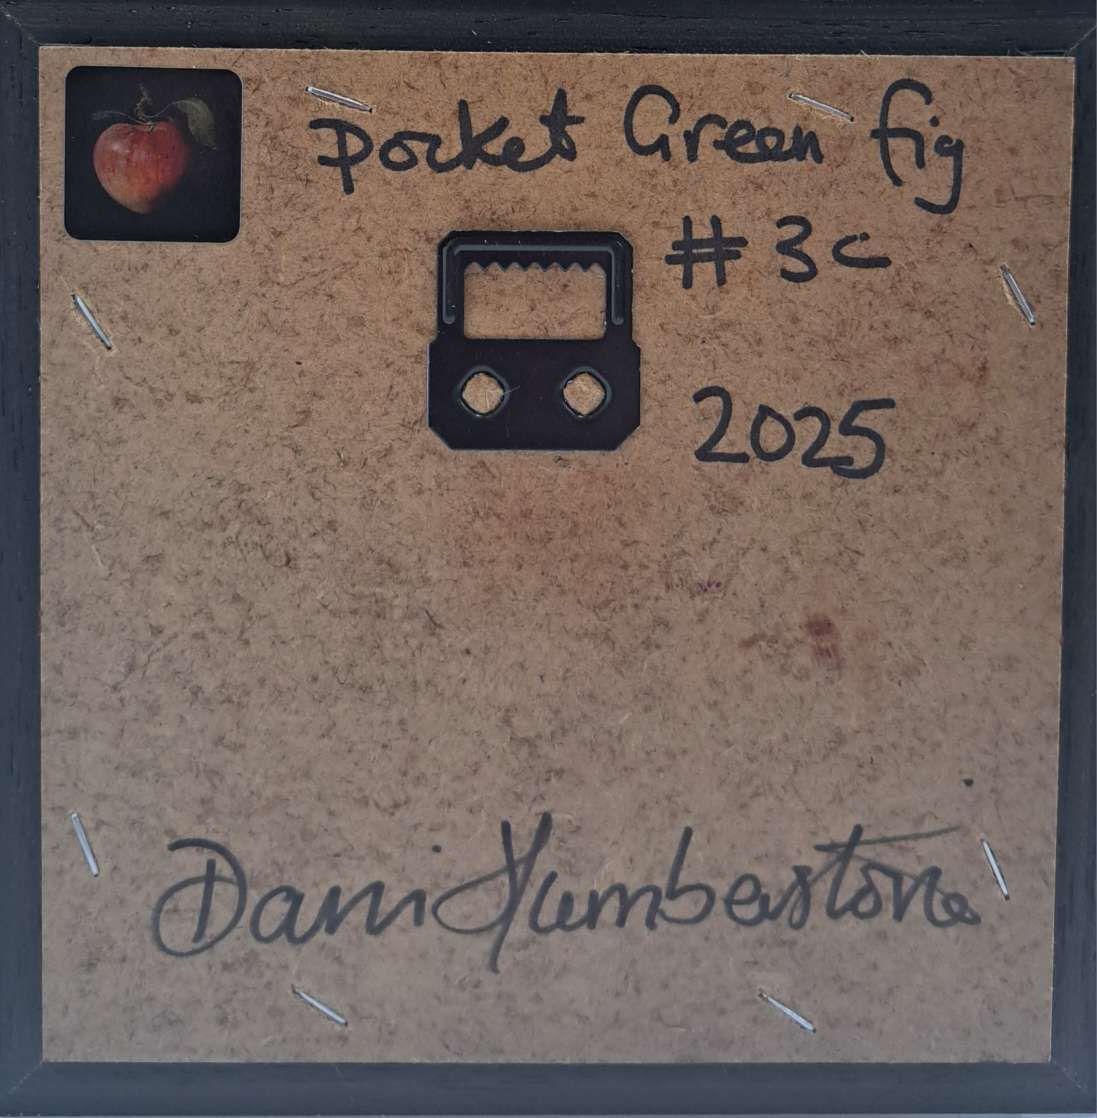 Pocket Green fig
#3c
2025
Dani Humberstone